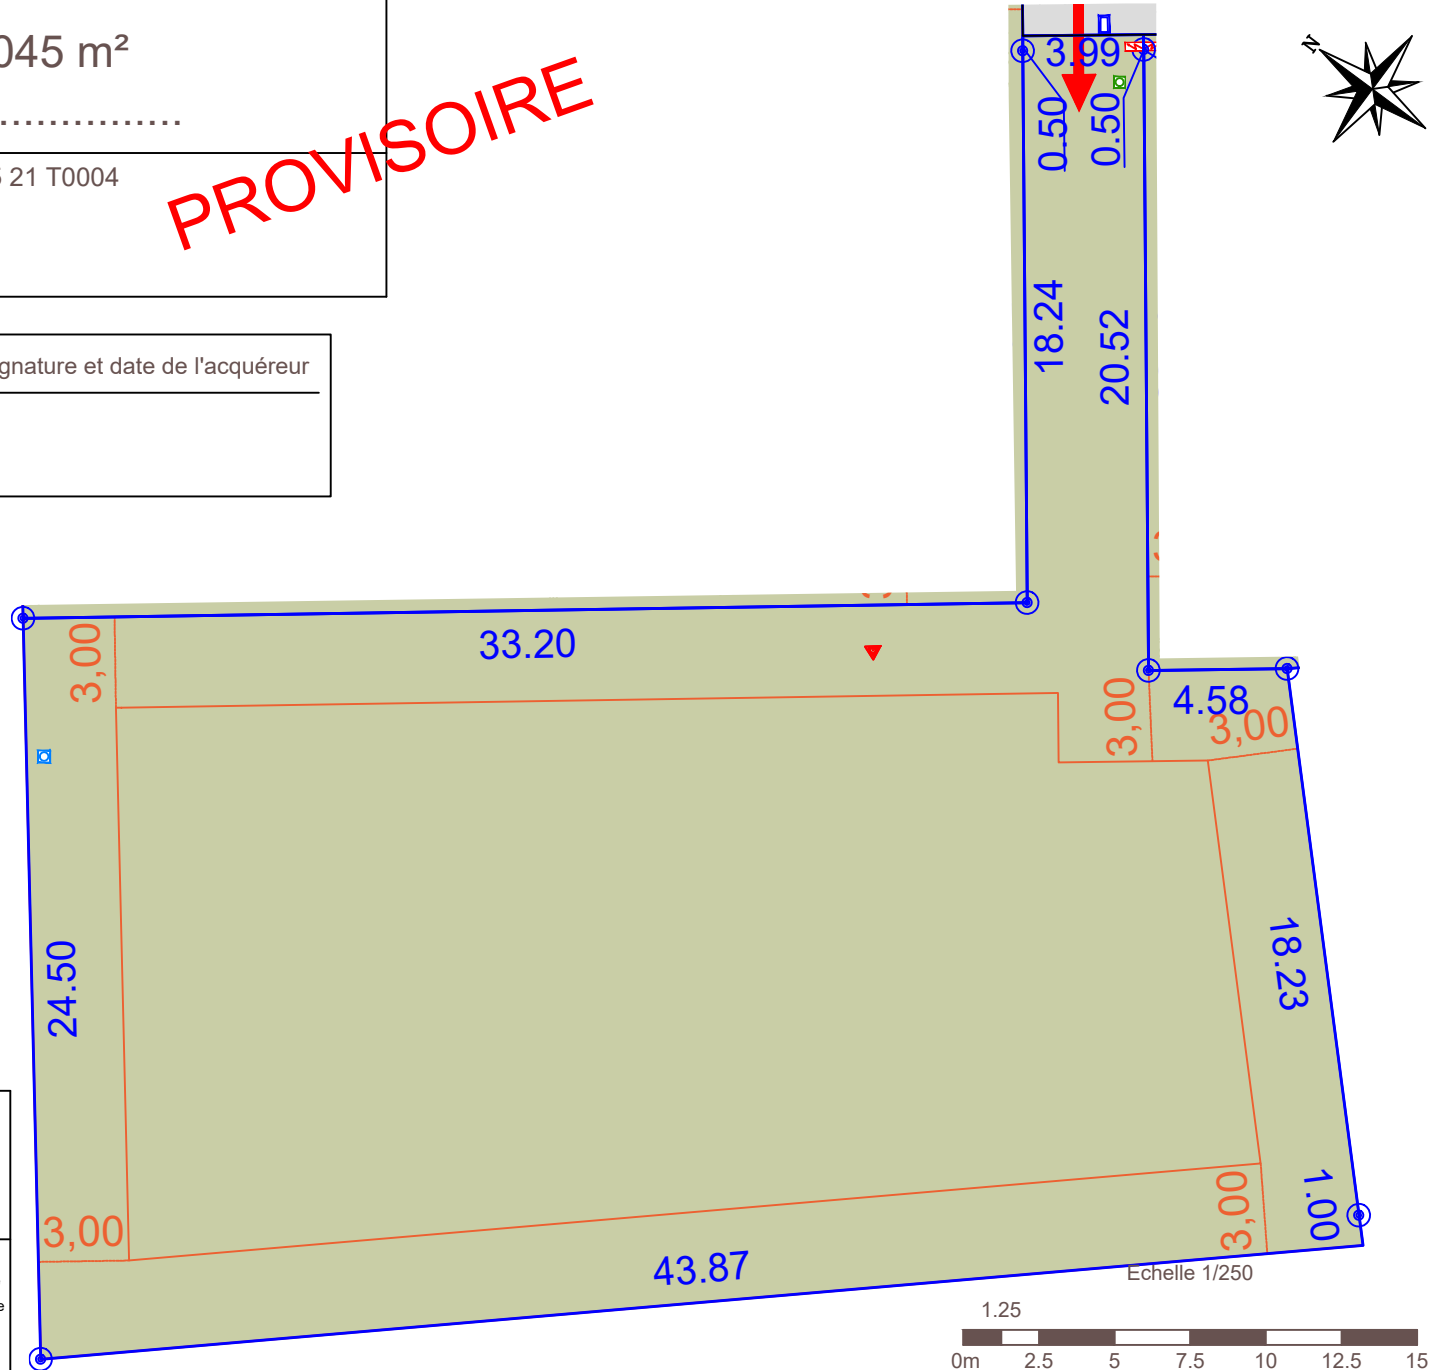 045 m²
................
5 21 T0004
PROVISOIRE
gnature et date de l'acquéreur
N
3.99
0.50
0.50
18.24
20.52
33.20
3,00
4.58
3,00
3,00
24.50
18.23
3,00
3,00
1.00
43.87
Echelle 1/250
1.25
0m 2.5 5 7.5 10 12.5 15